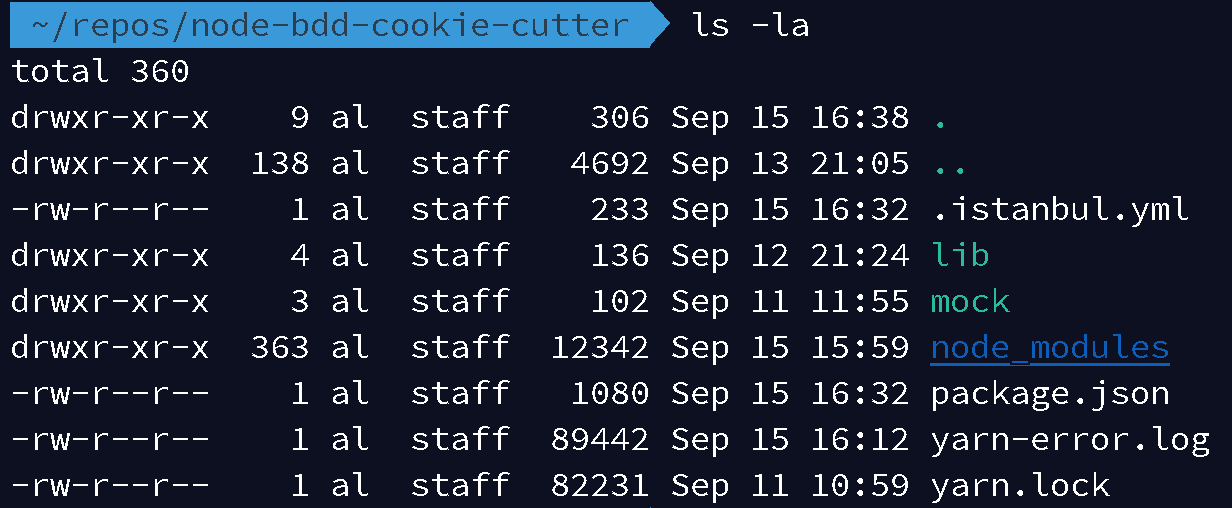 ~/repos/node-bdd-cookie-cutter ls -la
total 360
drwxr-xr-x    9 al  staff    306 Sep 15 16:38 .
drwxr-xr-x  138 al  staff   4692 Sep 13 21:05 ..
-rw-r--r--    1 al  staff    233 Sep 15 16:32 .istanbul.yml
drwxr-xr-x    4 al  staff    136 Sep 12 21:24 lib
drwxr-xr-x    3 al  staff    102 Sep 11 11:55 mock
drwxr-xr-x  363 al  staff  12342 Sep 15 15:59 node_modules
-rw-r--r--    1 al  staff   1080 Sep 15 16:32 package.json
-rw-r--r--    1 al  staff  89442 Sep 15 16:12 yarn-error.log
-rw-r--r--    1 al  staff  82231 Sep 11 10:59 yarn.lock